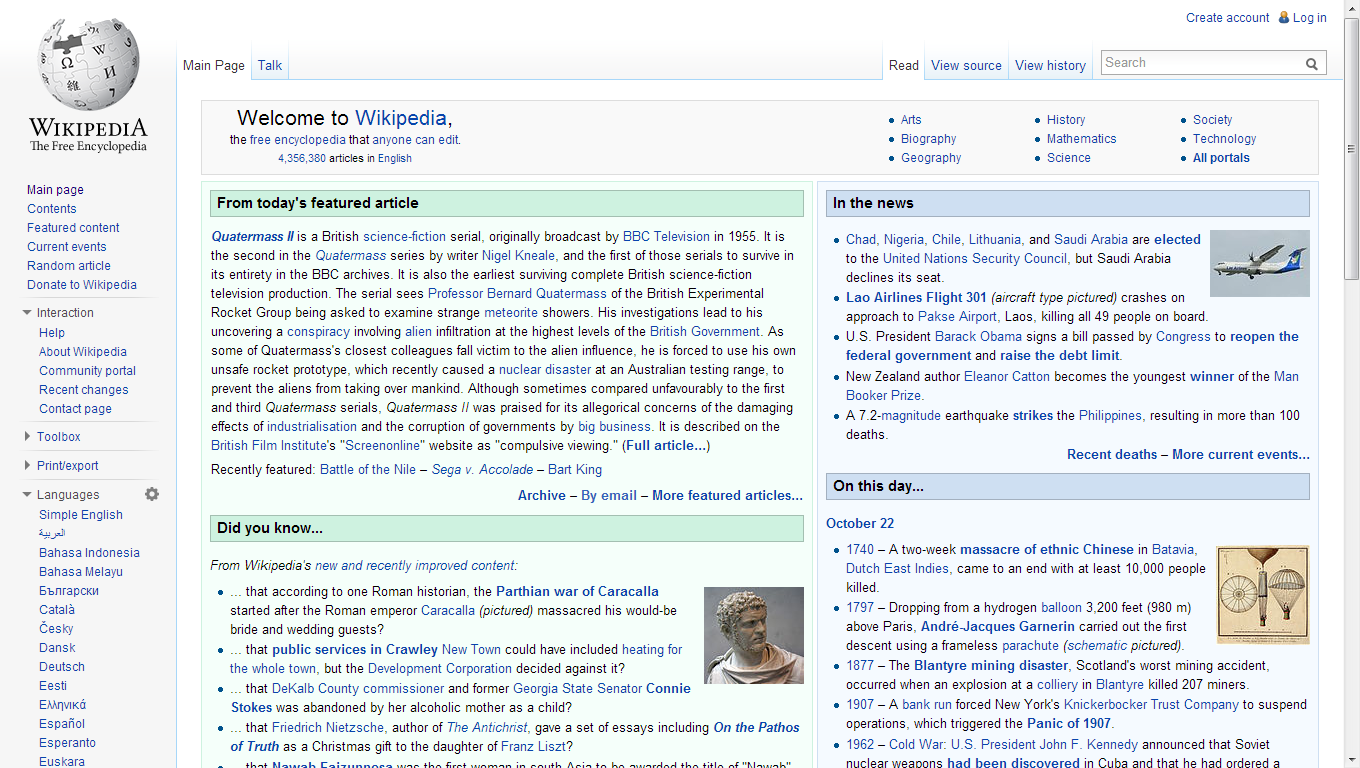 Create account Log in
Main Page Talk Read View source View history Search
WIKIPEDIA
The Free Encyclopedia
Main page
Contents
Featured content
Current events
Random article
Donate to Wikipedia
Interaction
Help
About Wikipedia
Community portal
Recent changes
Contact page
Toolbox
Print/export
Languages
Simple English
العربية
Bahasa Indonesia
Bahasa Melayu
Български
Català
Česky
Dansk
Deutsch
Eesti
Ελληνικά
Español
Esperanto
Euskara
Welcome to Wikipedia,
the free encyclopedia that anyone can edit.
4,356,380 articles in English
Arts
Biography
Geography
History
Mathematics
Science
Society
Technology
All portals
From today's featured article
Quatermass II is a British science-fiction serial, originally broadcast by BBC Television in 1955. It is
the second in the Quatermass series by writer Nigel Kneale, and the first of those serials to survive in
its entirety in the BBC archives. It is also the earliest surviving complete British science-fiction
television production. The serial sees Professor Bernard Quatermass of the British Experimental
Rocket Group being asked to examine strange meteorite showers. His investigations lead to his
uncovering a conspiracy involving alien infiltration at the highest levels of the British Government. As
some of Quatermass's closest colleagues fall victim to the alien influence, he is forced to use his own
unsafe rocket prototype, which recently caused a nuclear disaster at an Australian testing range, to
prevent the aliens from taking over mankind. Although sometimes compared unfavourably to the first
and third Quatermass serials, Quatermass II was praised for its allegorical concerns of the damaging
effects of industrialisation and the corruption of governments by big business. It is described on the
British Film Institute's "Screenonline" website as "compulsive viewing." (Full article...)
Recently featured: Battle of the Nile – Sega v. Accolade – Bart King
Archive – By email – More featured articles...
Did you know...
From Wikipedia's new and recently improved content:
... that according to one Roman historian, the Parthian war of Caracalla
started after the Roman emperor Caracalla (pictured) massacred his would-be
bride and wedding guests?
... that public services in Crawley New Town could have included heating for
the whole town, but the Development Corporation decided against it?
... that DeKalb County commissioner and former Georgia State Senator Connie
Stokes was abandoned by her alcoholic mother as a child?
... that Friedrich Nietzsche, author of The Antichrist, gave a set of essays including On the Pathos
of Truth as a Christmas gift to the daughter of Franz Liszt?
... that Nawab Faizunnosa was the first woman in south Asia to be awarded the title of "Nawab"
In the news
Chad, Nigeria, Chile, Lithuania, and Saudi Arabia are elected
to the United Nations Security Council, but Saudi Arabia
declines its seat.
Lao Airlines Flight 301 (aircraft type pictured) crashes on
approach to Pakse Airport, Laos, killing all 49 people on board.
U.S. President Barack Obama signs a bill passed by Congress to reopen the
federal government and raise the debt limit.
New Zealand author Eleanor Catton becomes the youngest winner of the Man
Booker Prize.
A 7.2-magnitude earthquake strikes the Philippines, resulting in more than 100
deaths.
Recent deaths – More current events...
On this day...
October 22
1740 – A two-week massacre of ethnic Chinese in Batavia,
Dutch East Indies, came to an end with at least 10,000 people
killed.
1797 – Dropping from a hydrogen balloon 3,200 feet (980 m)
above Paris, André-Jacques Garnerin carried out the first
descent using a frameless parachute (schematic pictured).
1877 – The Blantyre mining disaster, Scotland's worst mining accident,
occurred when an explosion at a colliery in Blantyre killed 207 miners.
1907 – A bank run forced New York's Knickerbocker Trust Company to suspend
operations, which triggered the Panic of 1907.
1962 – Cold War: U.S. President John F. Kennedy announced that Soviet
nuclear weapons had been discovered in Cuba and that he had ordered a